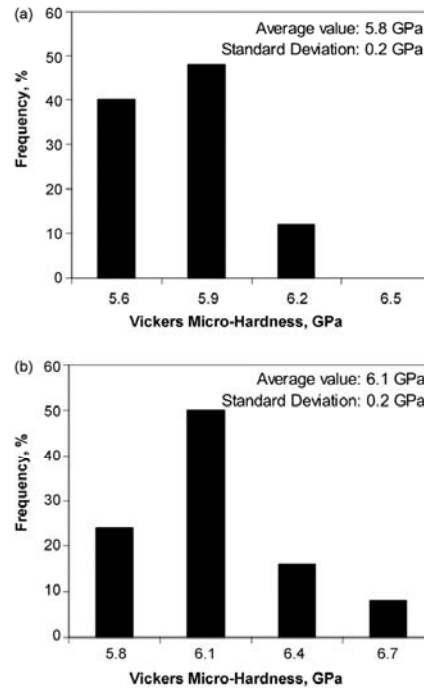 (a)
Average value: 5.8 GPa
Standard Deviation: 0.2 GPa
Frequency, %
60
50
40
30
20
10
0
5.6 5.9 6.2 6.5
Vickers Micro-Hardness, GPa
(b)
Average value: 6.1 GPa
Standard Deviation: 0.2 GPa
Frequency, %
60
50
40
30
20
10
0
5.8 6.1 6.4 6.7
Vickers Micro-Hardness, GPa